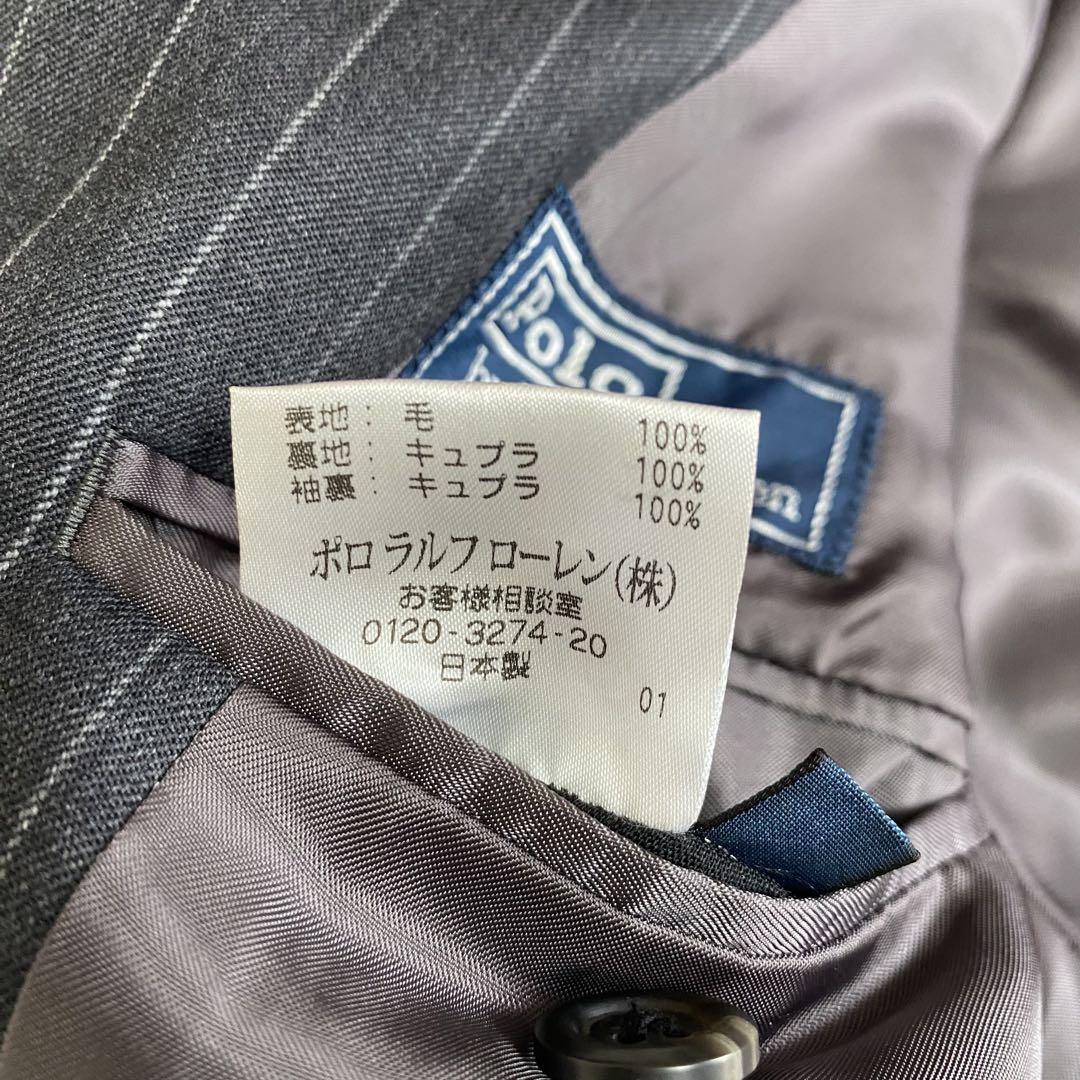 Polo
表地: 毛 100%
裏地: キュプラ 100%
袖裏: キュプラ 100%
ポロ ラルフ ローレン(株)
お客様相談室
0120-3274-20
日本製
01